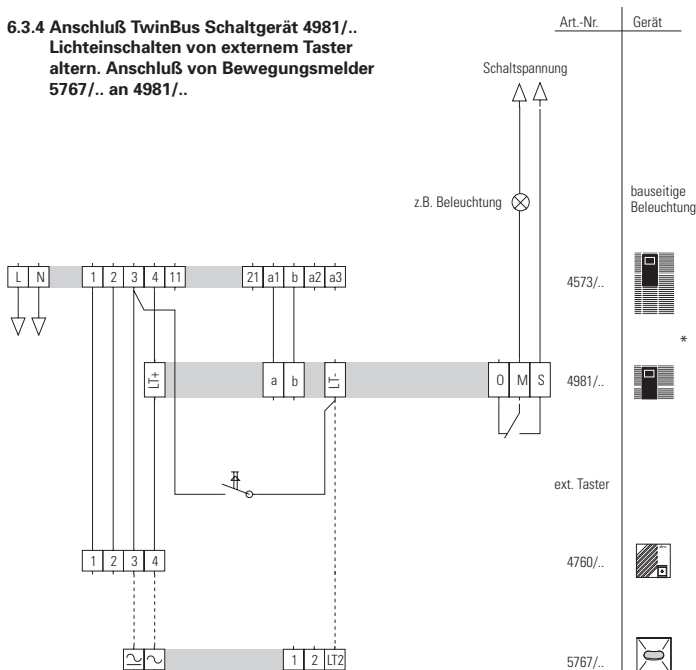 6.3.4 Anschluß TwinBus Schaltgerät 4981/..
Lichteinschalten von externem Taster
altern. Anschluß von Bewegungsmelder
5767/.. an 4981/..
Art.-Nr. Gerät
Schaltspannung
z.B. Beleuchtung
bauseitige
Beleuchtung
L N 1 2 3 4 11 21 a1 b a2 a3
4573/..
*
LT+ a b LT- O M S
4981/..
ext. Taster
1 2 3 4
4760/..
1 2 LT2
5767/..